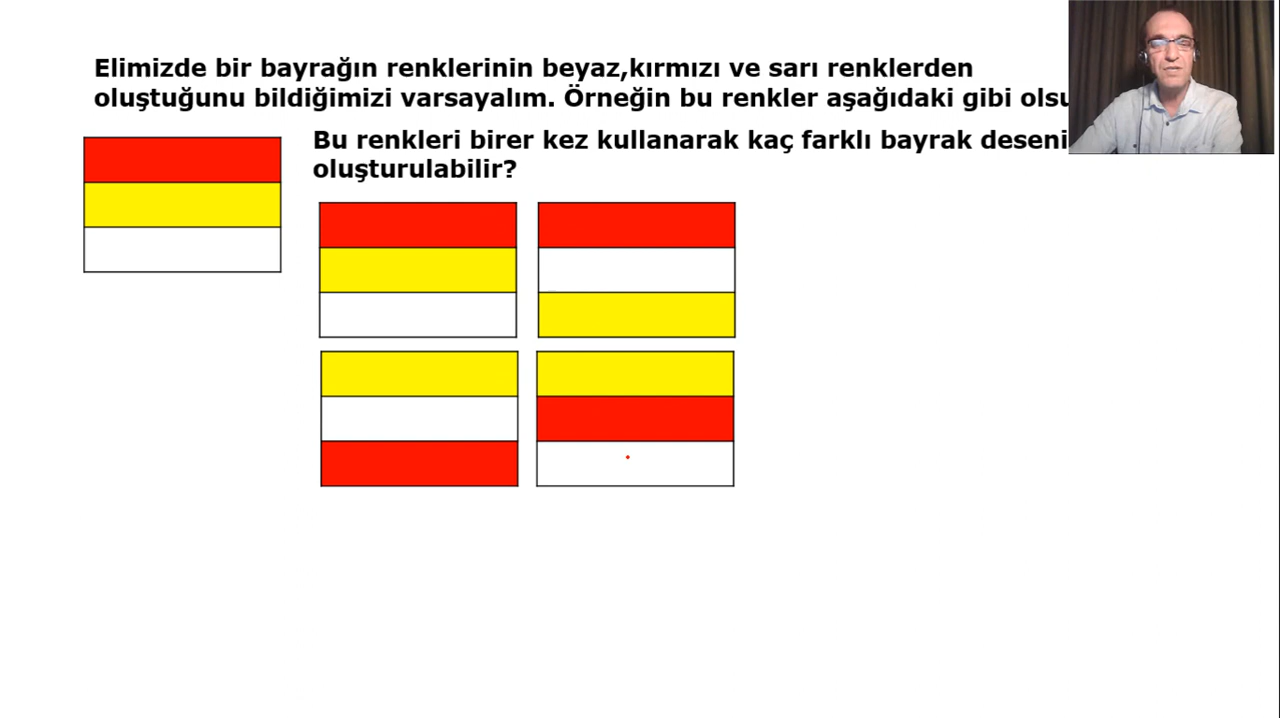 Elimizde bir bayrağın renklerinin beyaz,kırmızı ve sarı renklerden
oluştuğunu bildiğimizi varsayalım. Örneğin bu renkler aşağıdaki gibi
Bu renkleri birer kez kullanarak kaç farklı bayrak deseni
oluşturulabilir?